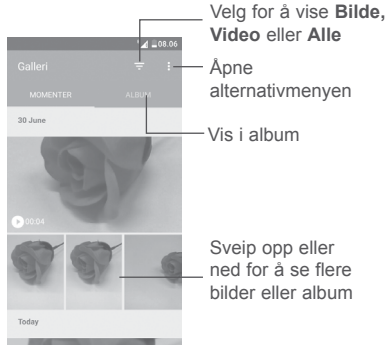 Velg for å vise Bilde,
Video eller Alle
08.06
Galleri
Åpne
alternativmenyen
MOMENTER
ALBUM
30 June
Vis i album
00:04
Sveip opp eller
ned for å se flere
bilder eller album
Today